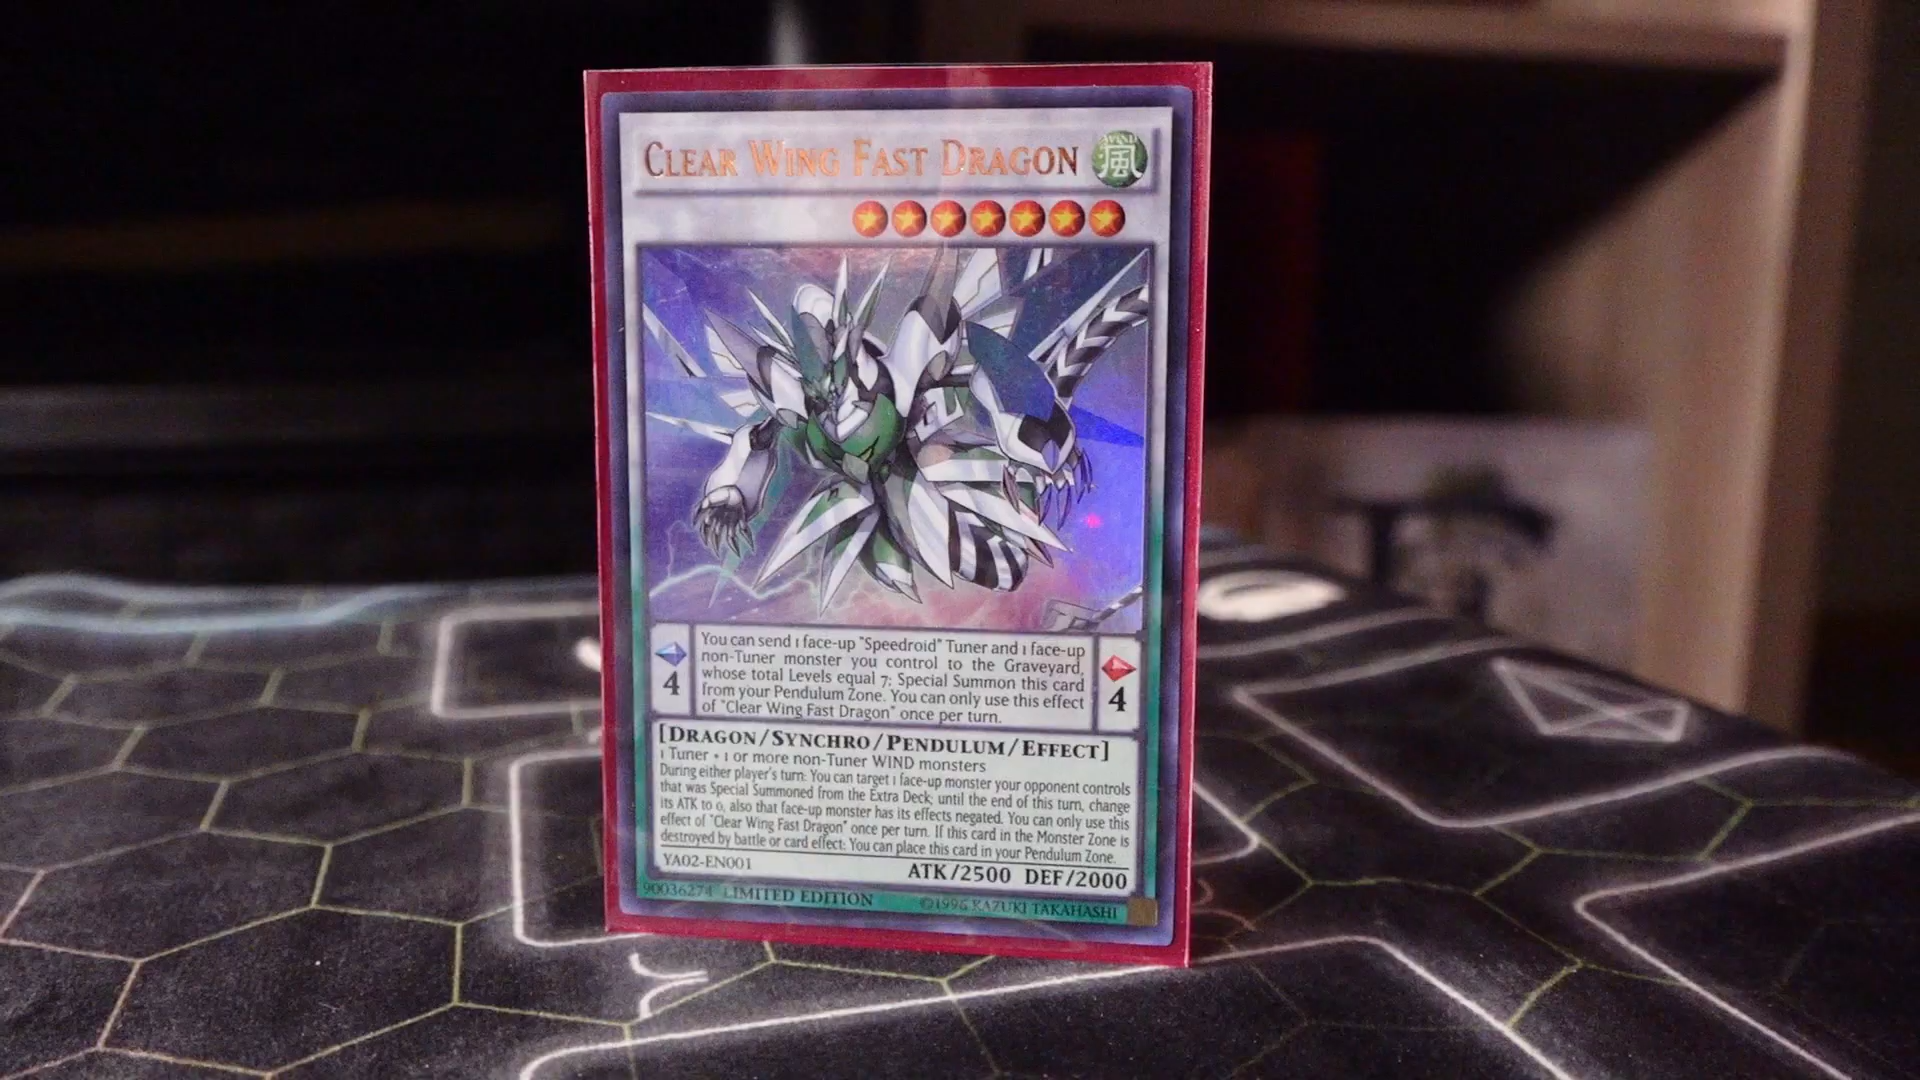 CLEAR WING FAST DRAGON
WIND
風
You can send 1 face-up "Speedroid" Tuner and 1 face-up
non-Tuner monster you control to the Graveyard,
whose total Levels equal 7; Special Summon this card
from your Pendulum Zone. You can only use this effect
of "Clear Wing Fast Dragon" once per turn.
4
4
[DRAGON/SYNCHRO/PENDULUM/EFFECT]
1 Tuner + 1 or more non-Tuner WIND monsters
During either player's turn: You can target 1 face-up monster your opponent controls
that was Special Summoned from the Extra Deck; until the end of this turn, change
its ATK to 0, also that face-up monster has its effects negated. You can only use this
effect of "Clear Wing Fast Dragon" once per turn. If this card in the Monster Zone is
destroyed by battle or card effect: You can place this card in your Pendulum Zone.
YA02-EN001
ATK/2500 DEF/2000
90036274 LIMITED EDITION
©1996 KAZUKI TAKAHASHI